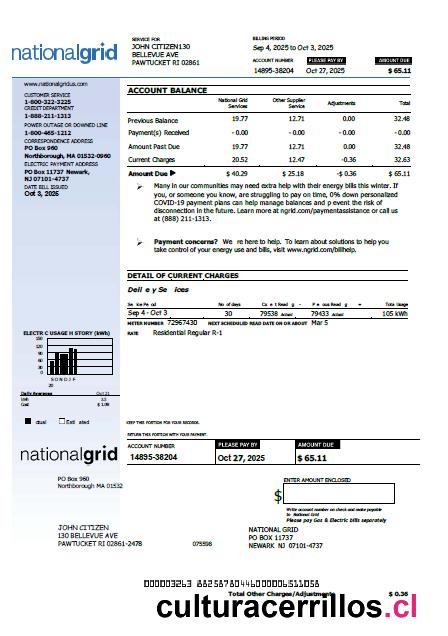 nationalgrid
SERVICE FOR
JOHN CITIZEN130
BELLEVUE AVE
PAWTUCKET RI 02861
BILLING PERIOD
Sep 4, 2025 to Oct 3, 2025
ACCOUNT NUMBER PLEASE PAY BY AMOUNT DUE
14895-38204 Oct 27, 2025 $ 65.11
www.nationalgridus.com
CUSTOMER SERVICE
1-800-322-3225
CREDIT DEPARTMENT
1-888-211-1313
POWER OUTAGE OR DOWNED LINE
1-800-465-1212
CORRESPONDENCE ADDRESS
PO Box 960
Northborough, MA 01532-0960
ELECTRIC PAYMENT ADDRESS
PO Box 11737 Newark,
NJ 07101-4737
DATE BILL ISSUED
Oct 3, 2025
ACCOUNT BALANCE
National Grid Services Other Supplier Service Adjustments Total
Previous Balance 19.77 12.71 0.00 32.48
Payment(s) Received - 0.00 - 0.00 - 0.00 - 0.00
Amount Past Due 19.77 12.71 0.00 32.48
Current Charges 20.52 12.47 -0.36 32.63
Amount Due ▶ $ 40.29 $ 25.18 -$ 0.36 $ 65.11
Many in our communities may need extra help with their energy bills this winter. If
you, or someone you know, are struggling to pay on time, 0% down personalized
COVID-19 payment plans can help manage balances and p event the risk of
disconnection in the future. Learn more at ngrid.com/paymentassistance or call us
at (888) 211-1313.
Payment concerns? We re here to help. To learn about solutions to help you
take control of your energy use and bills, visit www.ngrid.com/billhelp.
DETAIL OF CURRENT CHARGES
Deli e y Se ices
No of days Total Usage
Sep 4 - Oct 3 30 79538 Actual 79433 Actual 105 kWh
METER NUMBER 72967430 NEXT SCHEDULED READ DATE ON OR ABOUT Mar 5
RATE Residential Regular R-1
ELECTR C USAGE H STORY (kWh)
150
120
90
60
30
0
S O N D J F
20
Daily Averages Oct 21
kWh 3.5
Cost $ 1.09
ctual Esti ated
KEEP THIS PORTION FOR YOUR RECORDS.
RETURN THIS PORTION WITH YOUR PAYMENT.
nationalgrid
ACCOUNT NUMBER PLEASE PAY BY AMOUNT DUE
14895-38204 Oct 27, 2025 $ 65.11
PO Box 960
Northborough MA 01532
ENTER AMOUNT ENCLOSED
$
Write account number on check and make payable
to National Grid
Please pay Gas & Electric bills separately
JOHN CITIZEN
130 BELLEVUE AVE
PAWTUCKET RI 02861-2478
075598
NATIONAL GRID
PO BOX 11737
NEWARK NJ 07101-4737
000003263 88258780446000006511058
Total Other Charges/Adjustments $ 0.36
culturacerrillos.cl